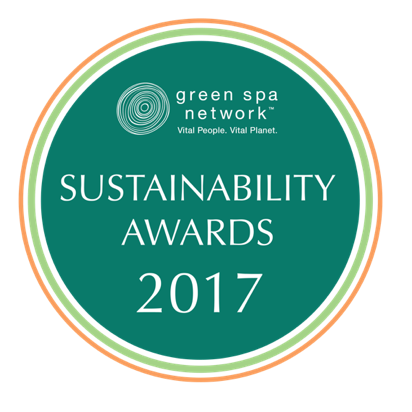 green spa
network™
Vital People. Vital Planet.
SUSTAINABILITY
AWARDS
2017